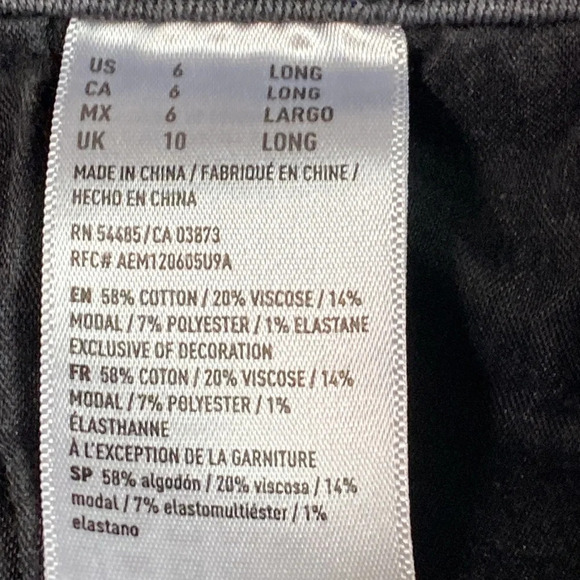 US 6 LONG
CA 6 LONG
MX 6 LARGO
UK 10 LONG
MADE IN CHINA / FABRIQUÉ EN CHINE /
HECHO EN CHINA
RN 54485/CA 03873
RFC# AEM120605U9A
EN 58% COTTON / 20% VISCOSE / 14%
MODAL / 7% POLYESTER / 1% ELASTANE
EXCLUSIVE OF DECORATION
FR 58% COTON / 20% VISCOSE / 14%
MODAL / 7% POLYESTER / 1%
ÉLASTHANNE
À L'EXCEPTION DE LA GARNITURE
SP 58% algodón / 20% viscosa / 14%
modal / 7% elastomultiéster / 1%
elastano